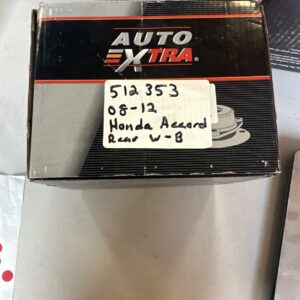 AUTO
EXTRA®
512353
08-12
Honda Accord
Rear W-B